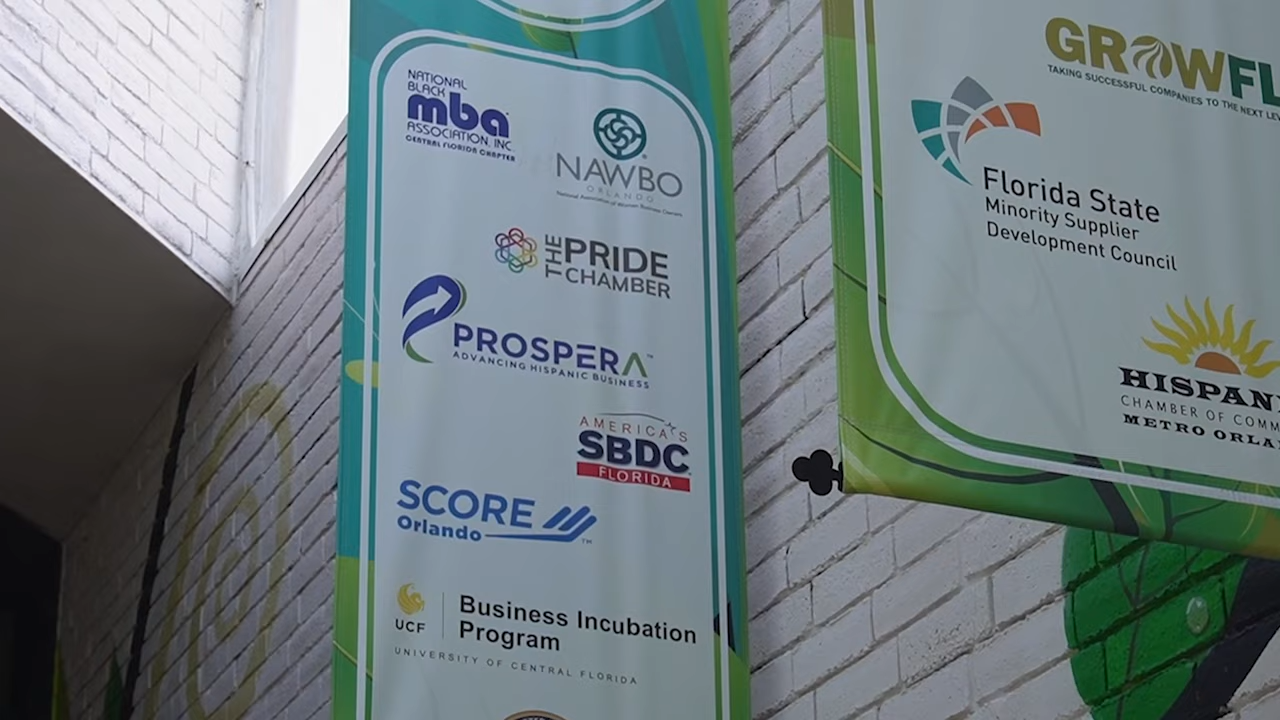 NATIONAL
BLACK
mba
ASSOCIATION, INC.
CENTRAL FLORIDA CHAPTER
NAWBO
ORLANDO
National Association of Women Business Owners
THE PRIDE
CHAMBER
PROSPERA™
ADVANCING HISPANIC BUSINESS
AMERICA'S
SBDC
FLORIDA
SCORE
Orlando ™
UCF
Business Incubation
Program
UNIVERSITY OF CENTRAL FLORIDA
GROWFL
TAKING SUCCESSFUL COMPANIES TO THE NEXT LEV
Florida State
Minority Supplier
Development Council
HISPAN
CHAMBER OF COMM
METRO ORLA